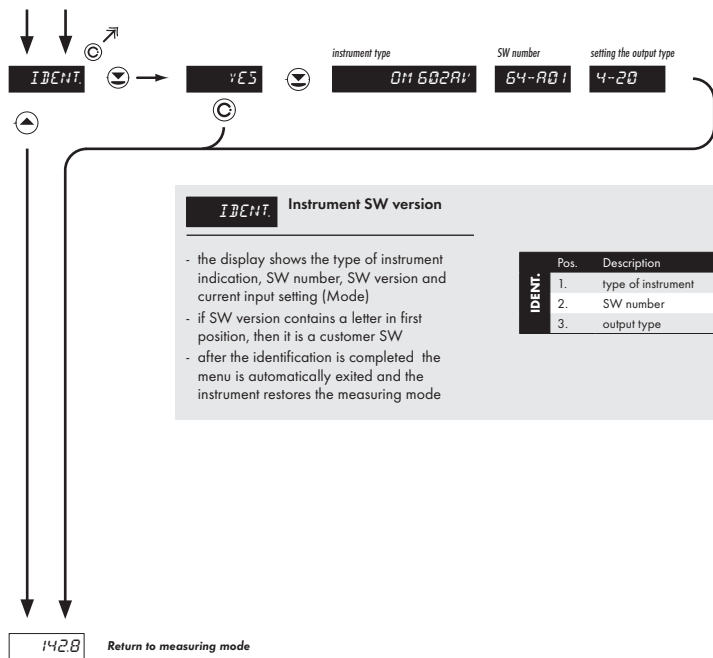 instrument type SW number setting the output type
IDENT. YES OM 602AV 64-A01 4-20
IDENT. Instrument SW version
- the display shows the type of instrument
indication, SW number, SW version and
current input setting (Mode)
- if SW version contains a letter in first
position, then it is a customer SW
- after the identification is completed the
menu is automatically exited and the
instrument restores the measuring mode
IDENT.
Pos. Description
1. type of instrument
2. SW number
3. output type
142.8 Return to measuring mode